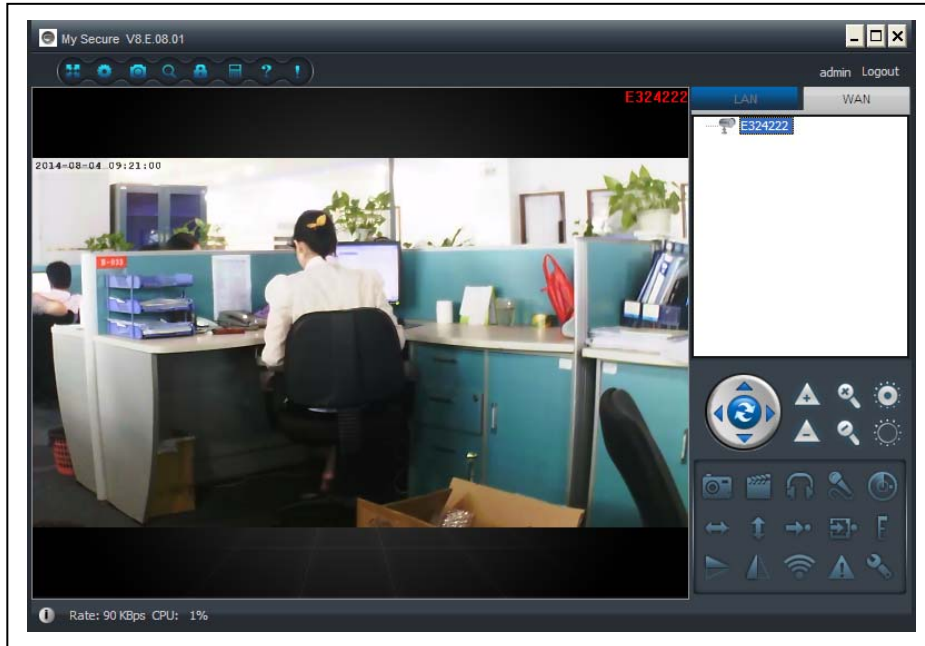 My Secure V8.E.08.01
admin Logout
E324222
LAN WAN
E324222
2014-08-04 09:21:00
B-033
Rate: 90 KBps CPU: 1%